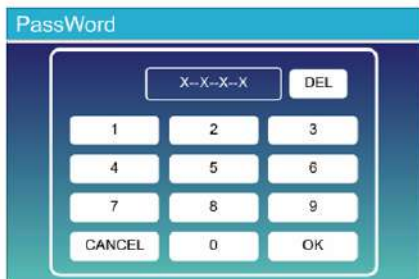 PassWord
X--X--X--X DEL
1 2 3
4 5 6
7 8 9
CANCEL 0 OK